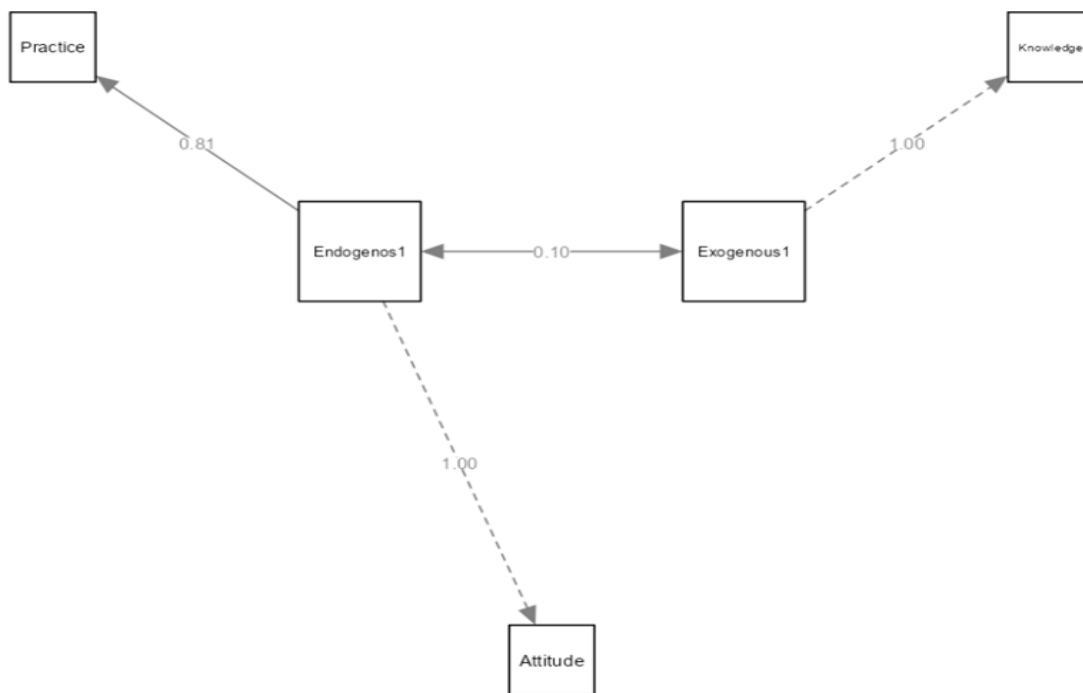 Practice
Knowledge
0.81
1.00
Endogenos1
0.10
Exogenous1
1.00
Attitude